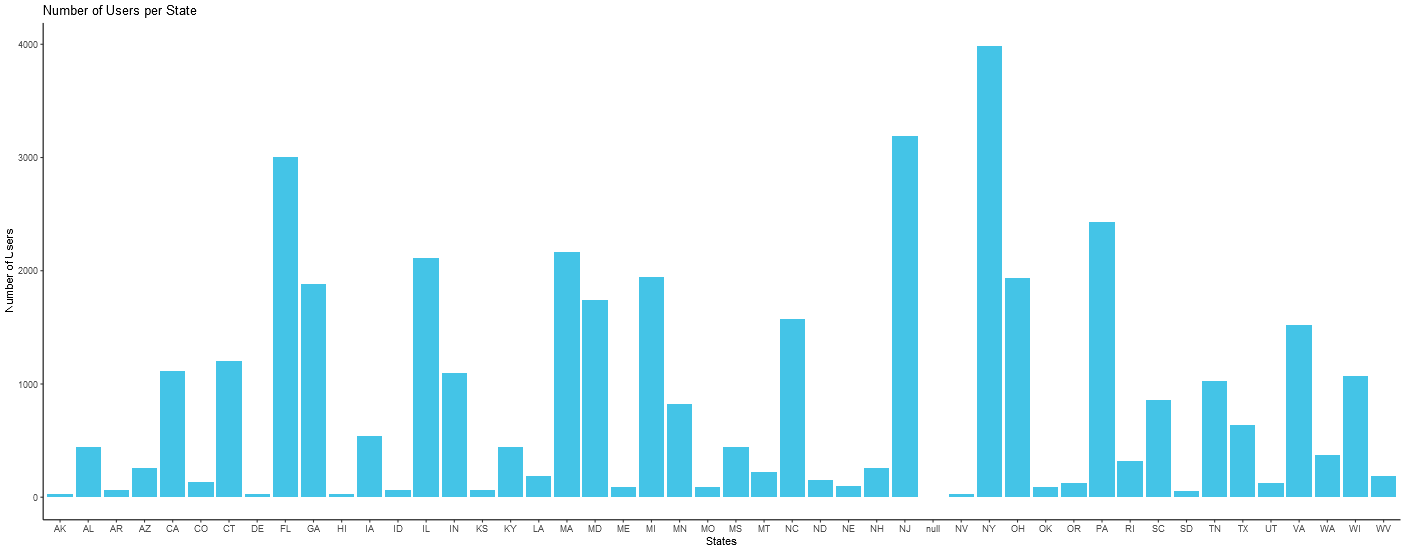 Number of Users per State
4000
3000
2000
1000
0
Number of Users
AK AL AR AZ CA CO CT DE FL GA HI IA ID IL IN KS KY LA MA MD ME MI MN MO MS MT NC ND NE NH NJ null NV NY OH OK OR PA RI SC SD TN TX UT VA WA WI WV
States